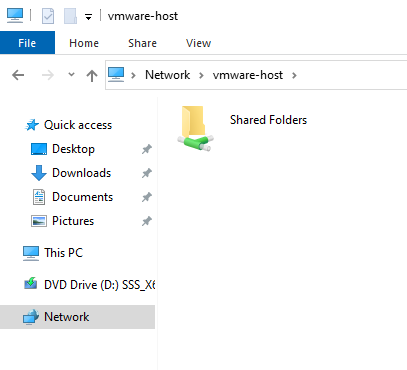 vmware-host
File Home Share View
Network vmware-host
Shared Folders
Quick access
Desktop
Downloads
Documents
Pictures
This PC
DVD Drive (D:) SSS_X6
Network